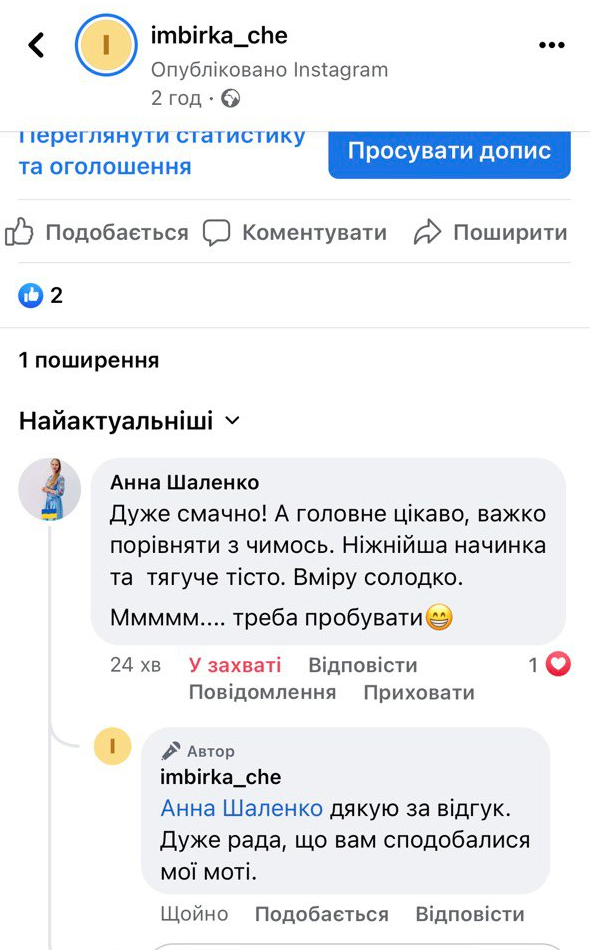 imbirka_che
Опубліковано Instagram
2 год ·
Переглянути статистику
та оголошення
Просувати допис
Подобається Коментувати Поширити
2
1 поширення
Найактуальніші
Анна Шаленко
Дуже смачно! А головне цікаво, важко
порівняти з чимось. Ніжнійша начинка
та тягуче тісто. Вміру солодко.
Ммммм.... треба пробувати😁
24 хв У захваті Відповісти 1
Повідомлення Приховати
I
Автор
imbirka_che
Анна Шаленко дякую за відгук.
Дуже рада, що вам сподобалися
мої моті.
Щойно Подобається Відповісти